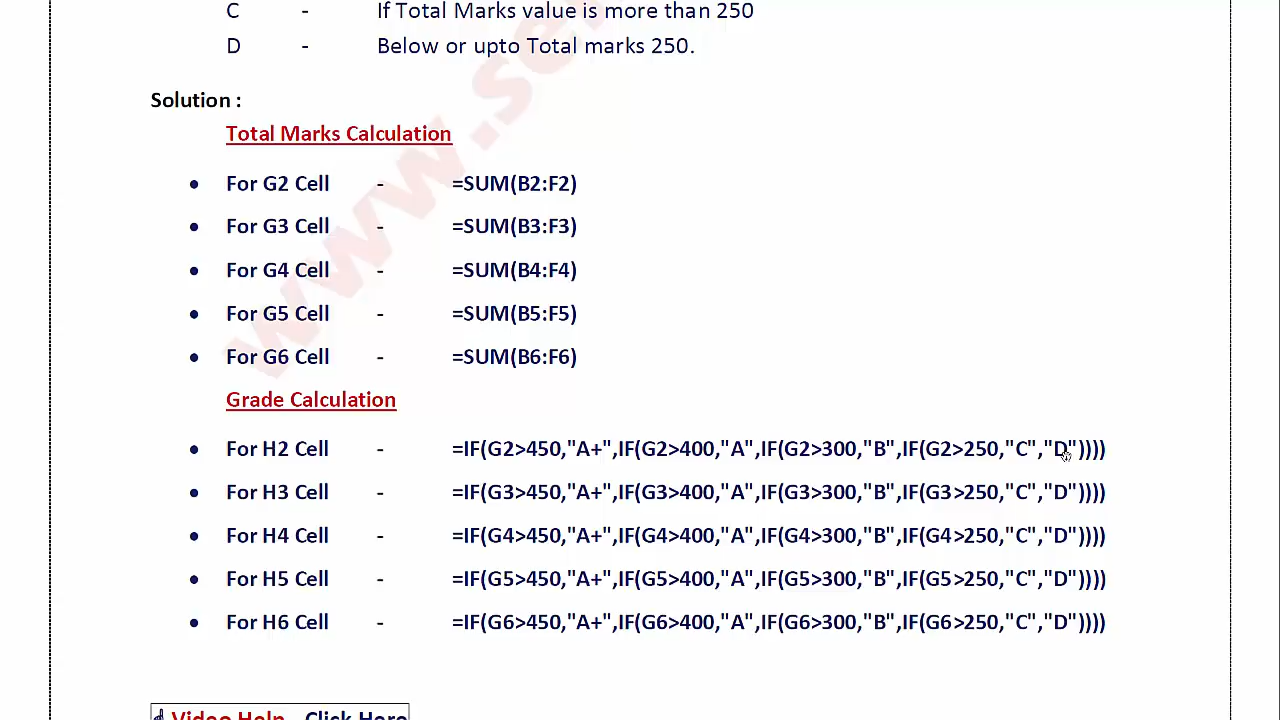 C - If Total Marks value is more than 250
D - Below or upto Total marks 250.
Solution :
Total Marks Calculation
• For G2 Cell - =SUM(B2:F2)
• For G3 Cell - =SUM(B3:F3)
• For G4 Cell - =SUM(B4:F4)
• For G5 Cell - =SUM(B5:F5)
• For G6 Cell - =SUM(B6:F6)
Grade Calculation
• For H2 Cell - =IF(G2>450,"A+",IF(G2>400,"A",IF(G2>300,"B",IF(G2>250,"C","D"))))
• For H3 Cell - =IF(G3>450,"A+",IF(G3>400,"A",IF(G3>300,"B",IF(G3>250,"C","D"))))
• For H4 Cell - =IF(G4>450,"A+",IF(G4>400,"A",IF(G4>300,"B",IF(G4>250,"C","D"))))
• For H5 Cell - =IF(G5>450,"A+",IF(G5>400,"A",IF(G5>300,"B",IF(G5>250,"C","D"))))
• For H6 Cell - =IF(G6>450,"A+",IF(G6>400,"A",IF(G6>300,"B",IF(G6>250,"C","D"))))
Video Help - Click Here
www.se